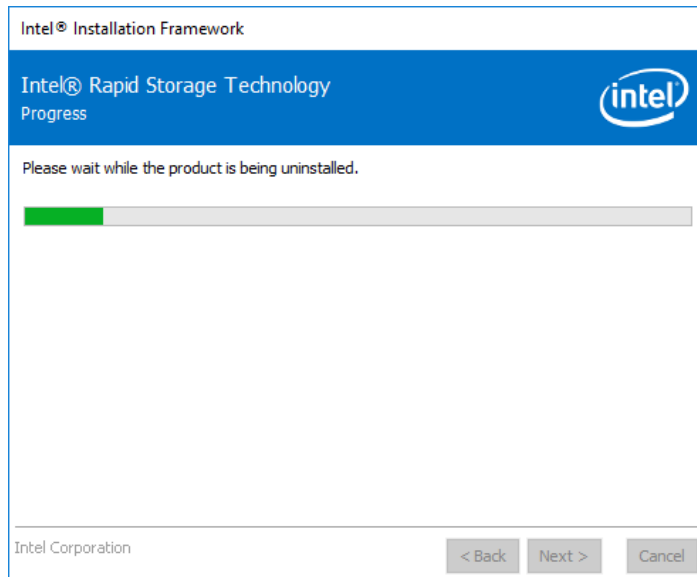 Intel® Installation Framework
Intel® Rapid Storage Technology
Progress
intel
Please wait while the product is being uninstalled.
Intel Corporation
< Back Next > Cancel